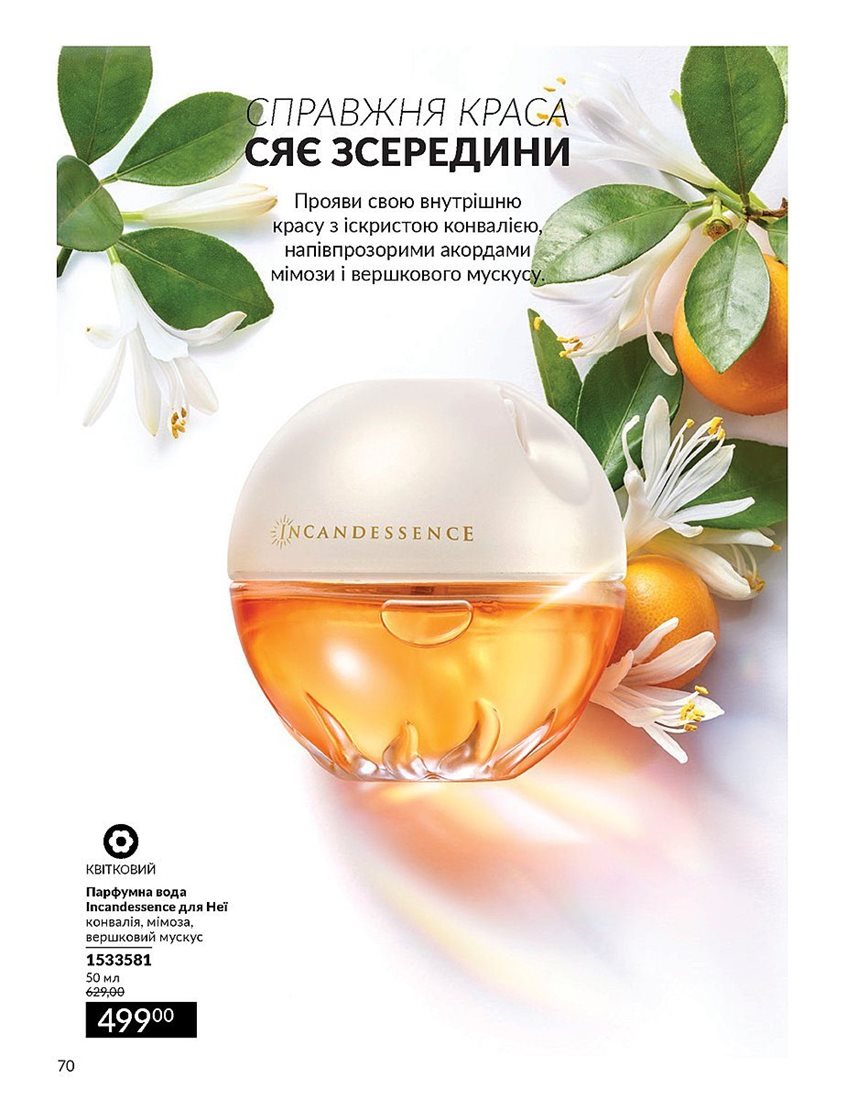 СПРАВЖНЯ КРАСА
СЯЄ ЗСЕРЕДИНИ
Прояви свою внутрішню
красу з іскристою конвалією,
напівпрозорими акордами
мімози і вершкового мускусу.
INCANDESSENCE
КВІТКОВИЙ
Парфумна вода
Incandessence для Неї
конвалія, мімоза,
вершковий мускус
1533581
50 мл
629,00
49900
70